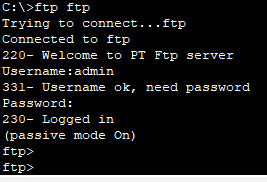 C:\>ftp ftp
Trying to connect...ftp
Connected to ftp
220- Welcome to PT Ftp server
Username:admin
331- Username ok, need password
Password:
230- Logged in
(passive mode On)
ftp>
ftp>